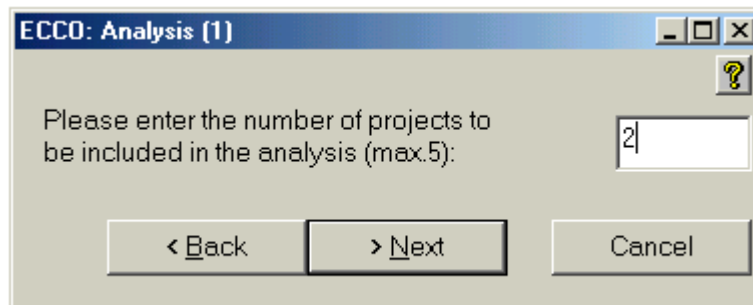 ECCO: Analysis (1)
?
Please enter the number of projects to
be included in the analysis (max.5):
2
< Back
> Next
Cancel